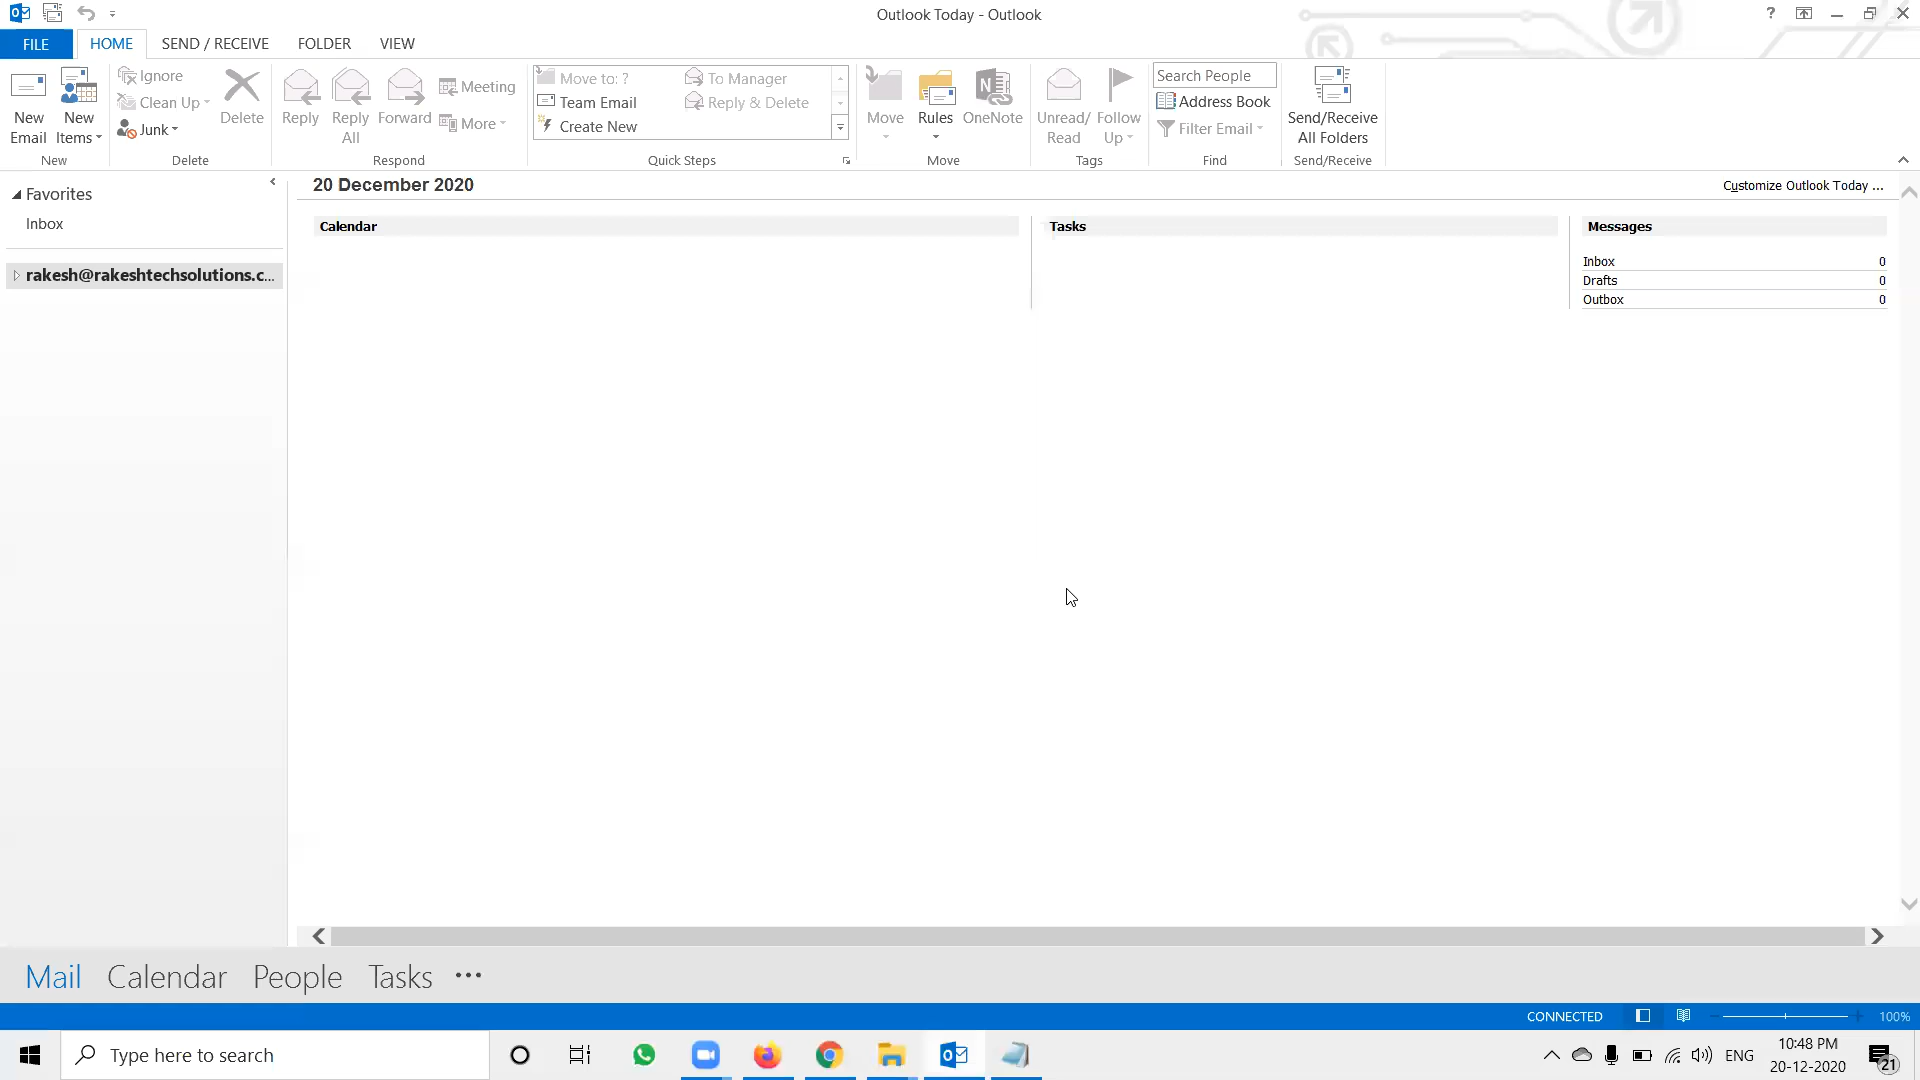 Outlook Today - Outlook
?
FILE
HOME
SEND / RECEIVE
FOLDER
VIEW
New Email
New Items
New
Ignore
Clean Up
Junk
Delete
Delete
Reply
Reply All
Forward
Meeting
More
Respond
Move to: ?
Team Email
Create New
To Manager
Reply & Delete
Quick Steps
Move
Rules
OneNote
Move
Unread/ Read
Follow Up
Tags
Search People
Address Book
Filter Email
Find
Send/Receive All Folders
Send/Receive
Favorites
Inbox
rakesh@rakeshtechsolutions.c...
20 December 2020
Customize Outlook Today ...
Calendar
Tasks
Messages
Inbox 0
Drafts 0
Outbox 0
Mail Calendar People Tasks •••
CONNECTED
100%
Type here to search
ENG
10:48 PM
20-12-2020
21